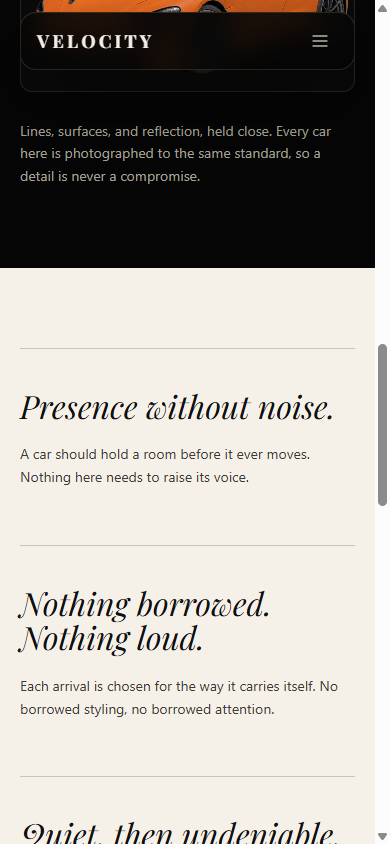 VELOCITY
Lines, surfaces, and reflection, held close. Every car
here is photographed to the same standard, so a
detail is never a compromise.
Presence without noise.
A car should hold a room before it ever moves.
Nothing here needs to raise its voice.
Nothing borrowed.
Nothing loud.
Each arrival is chosen for the way it carries itself. No
borrowed styling, no borrowed attention.
Quiet, then undeniable.